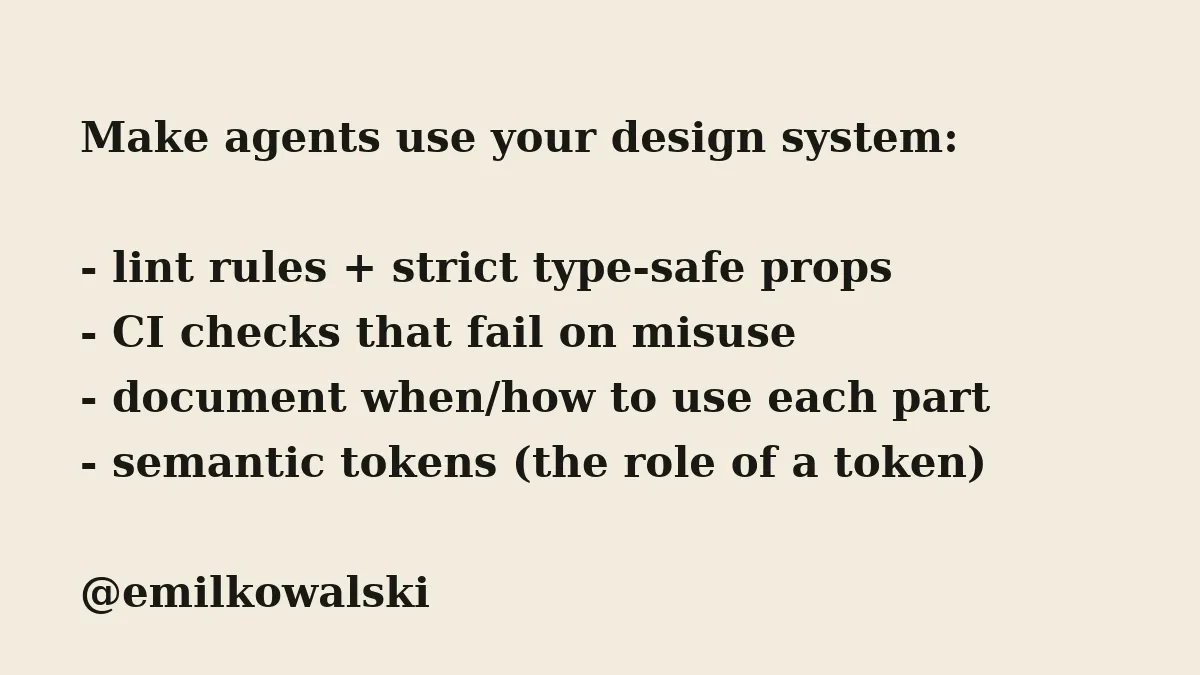 Make agents use your design system:
- lint rules + strict type-safe props
- CI checks that fail on misuse
- document when/how to use each part
- semantic tokens (the role of a token)
@emilkowalski